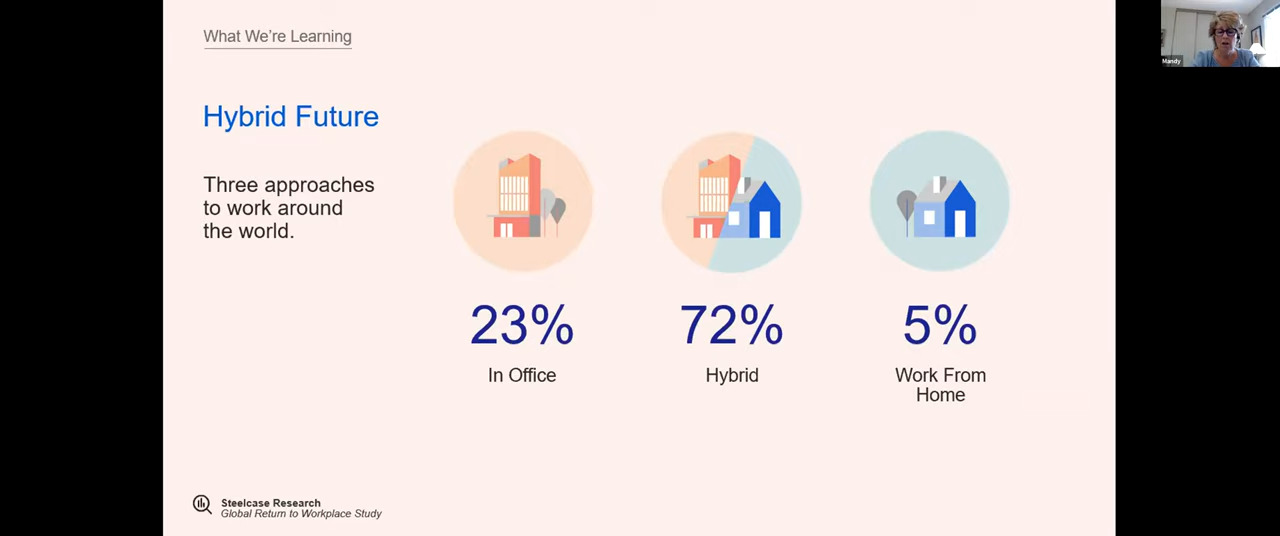 What We're Learning
Mandy
Hybrid Future
Three approaches
to work around
the world.
23%
In Office
72%
Hybrid
5%
Work From
Home
Steelcase Research
Global Return to Workplace Study